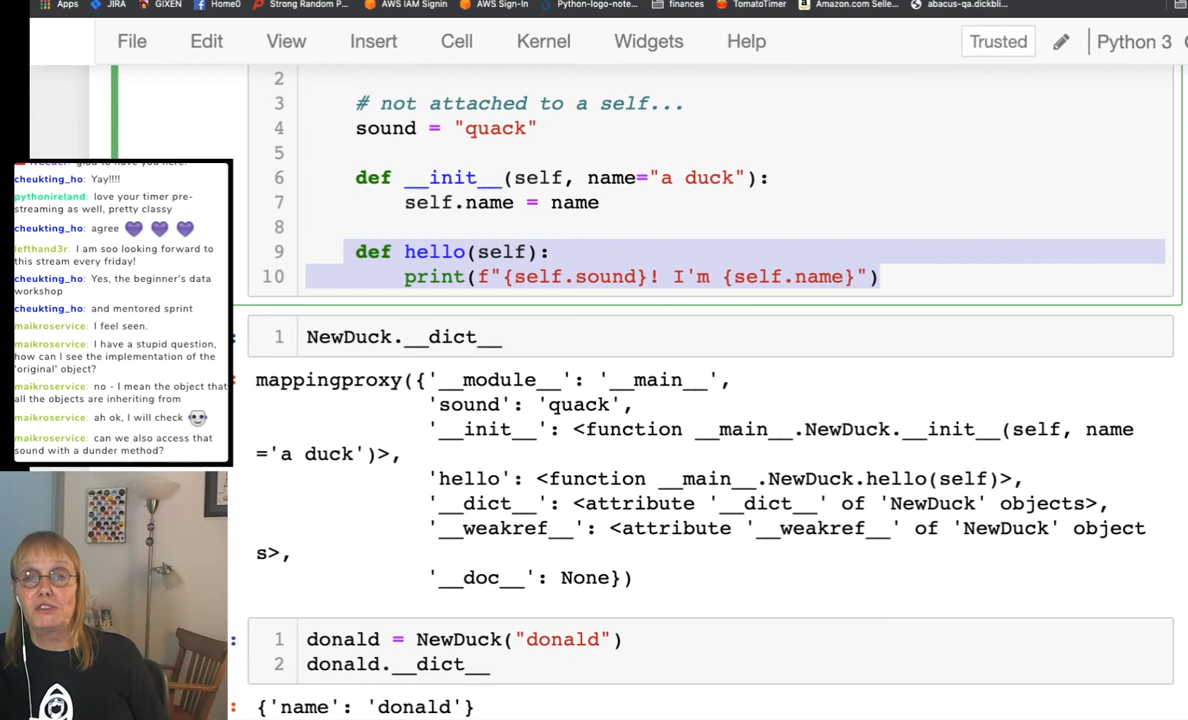 Apps JIRA GIXEN Home0 Strong Random P... AWS IAM Signin AWS Sign-In Python-logo-note... finances TomatoTimer Amazon.com Selle... abacus-qa.dickbli...
File Edit View Insert Cell Kernel Widgets Help Trusted Python 3
2
3 # not attached to a self...
4 sound = "quack"
5
6 def __init__(self, name="a duck"):
7 self.name = name
8
9 def hello(self):
10 print(f"{self.sound}! I'm {self.name}")
glad to have you here!
cheukting_ho: Yay!!!!
pythonireland: love your timer pre-
streaming as well, pretty classy
cheukting_ho: agree
lefthand3r: I am soo looking forward to
this stream every friday!
cheukting_ho: Yes, the beginner's data
workshop
cheukting_ho: and mentored sprint
maikroservice: I feel seen.
maikroservice: I have a stupid question,
how can I see the implementation of the
'original' object?
maikroservice: no - I mean the object that
all the objects are inheriting from
maikroservice: ah ok, I will check
maikroservice: can we also access that
sound with a dunder method?
1 NewDuck.__dict__
mappingproxy({'__module__': '__main__',
'sound': 'quack',
'__init__': <function __main__.NewDuck.__init__(self, name
='a duck')>,
'hello': <function __main__.NewDuck.hello(self)>,
'__dict__': <attribute '__dict__' of 'NewDuck' objects>,
'__weakref__': <attribute '__weakref__' of 'NewDuck' object
s>,
'__doc__': None})
1 donald = NewDuck("donald")
2 donald.__dict__
{'name': 'donald'}